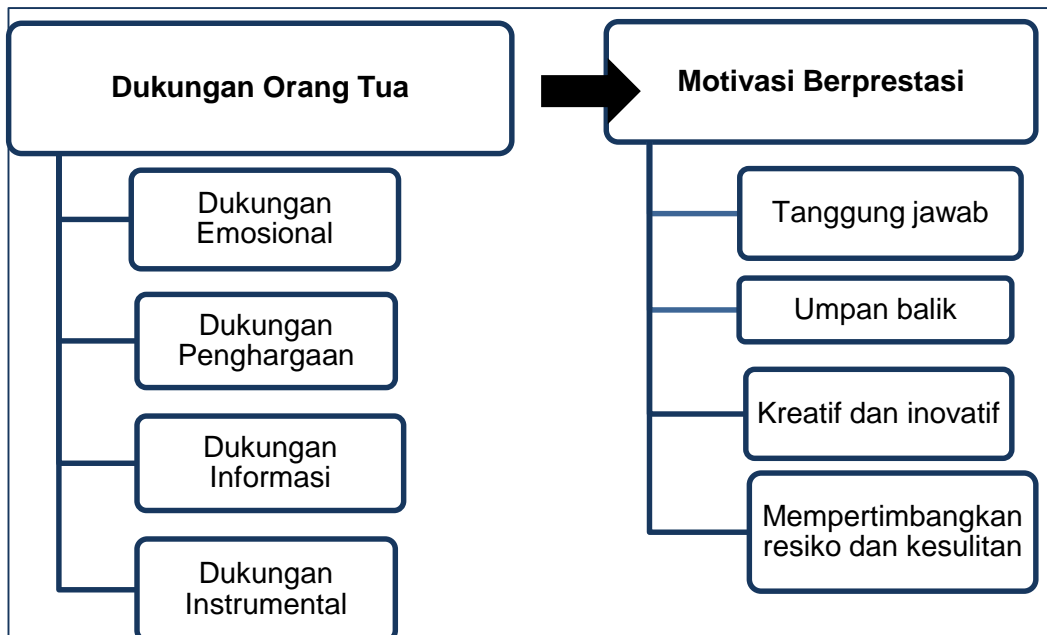 Dukungan Orang Tua
Dukungan
Emosional
Dukungan
Penghargaan
Dukungan
Informasi
Dukungan
Instrumental
Motivasi Berprestasi
Tanggung jawab
Umpan balik
Kreatif dan inovatif
Mempertimbangkan
resiko dan kesulitan